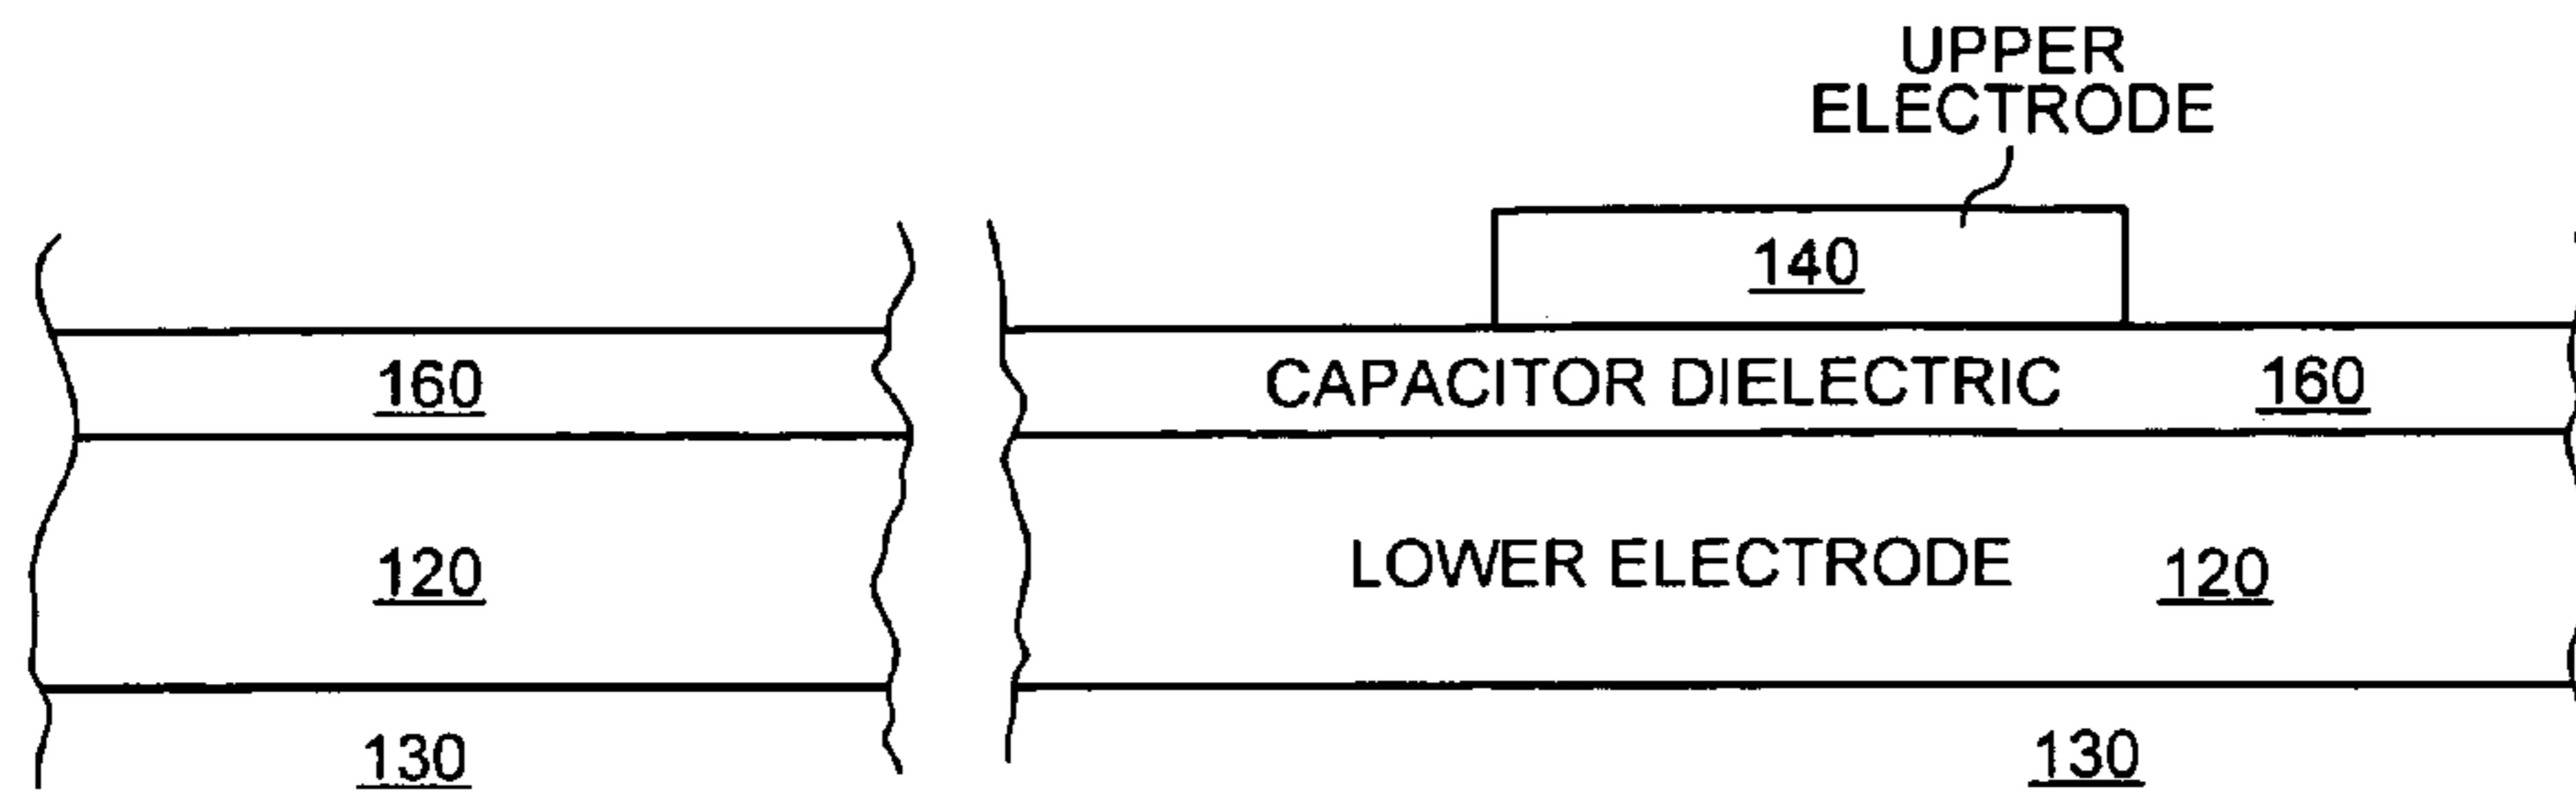 UPPER
ELECTRODE
140
160
CAPACITOR DIELECTRIC 160
120
LOWER ELECTRODE 120
130
130